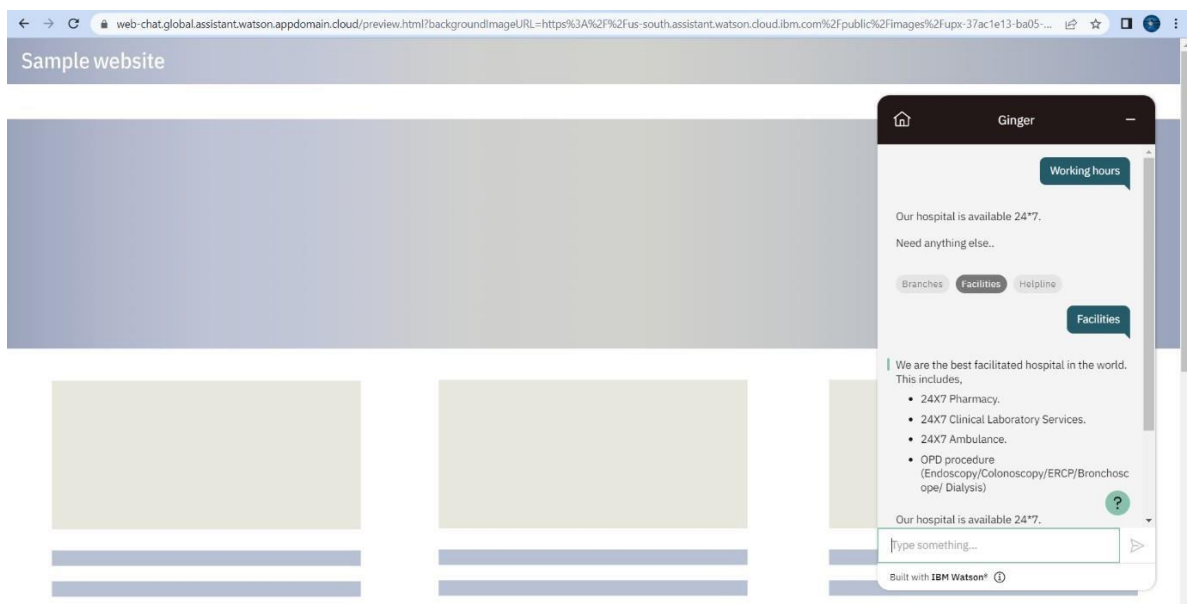 web-chat.global.assistant.watson.appdomain.cloud/preview.html?backgroundImageURL=https%3A%2F%2Fus-south.assistant.watson.cloud.ibm.com%2Fpublic%2Fimages%2Fupx-37ac1e13-ba05-...
Sample website
Ginger
Working hours
Our hospital is available 24*7.
Need anything else..
Branches Facilities Helpline
Facilities
We are the best facilitated hospital in the world.
This includes,
• 24X7 Pharmacy.
• 24X7 Clinical Laboratory Services.
• 24X7 Ambulance.
• OPD procedure
(Endoscopy/Colonoscopy/ERCP/Bronchosc
ope/ Dialysis)
?
Our hospital is available 24*7.
Type something...
Built with IBM Watson®